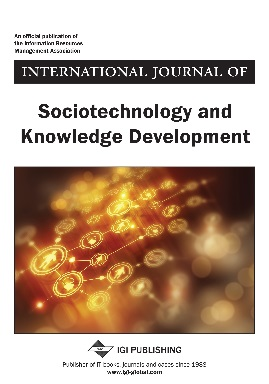 An official publication of
the Information Resources
Management Association
INTERNATIONAL JOURNAL OF
Sociotechnology and
Knowledge Development
IGI PUBLISHING
Publisher of IT books, journals and cases since 1988
www.igi-global.com